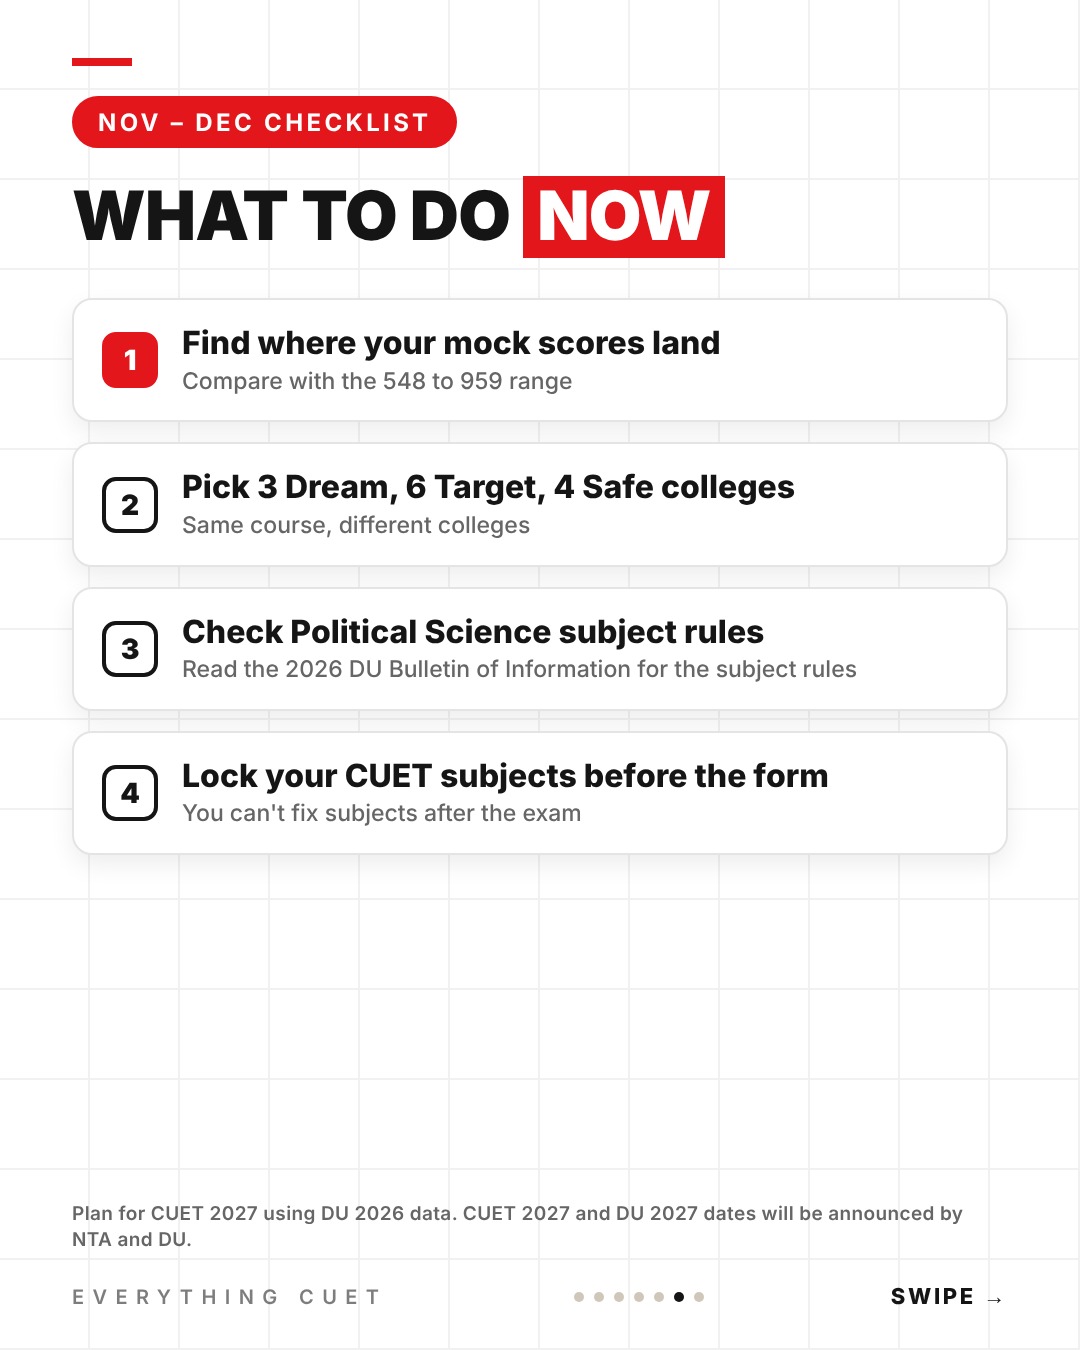 NOV – DEC CHECKLIST
WHAT TO DO NOW
1
Find where your mock scores land
Compare with the 548 to 959 range
2
Pick 3 Dream, 6 Target, 4 Safe colleges
Same course, different colleges
3
Check Political Science subject rules
Read the 2026 DU Bulletin of Information for the subject rules
4
Lock your CUET subjects before the form
You can't fix subjects after the exam
Plan for CUET 2027 using DU 2026 data. CUET 2027 and DU 2027 dates will be announced by
NTA and DU.
EVERYTHING CUET
SWIPE →